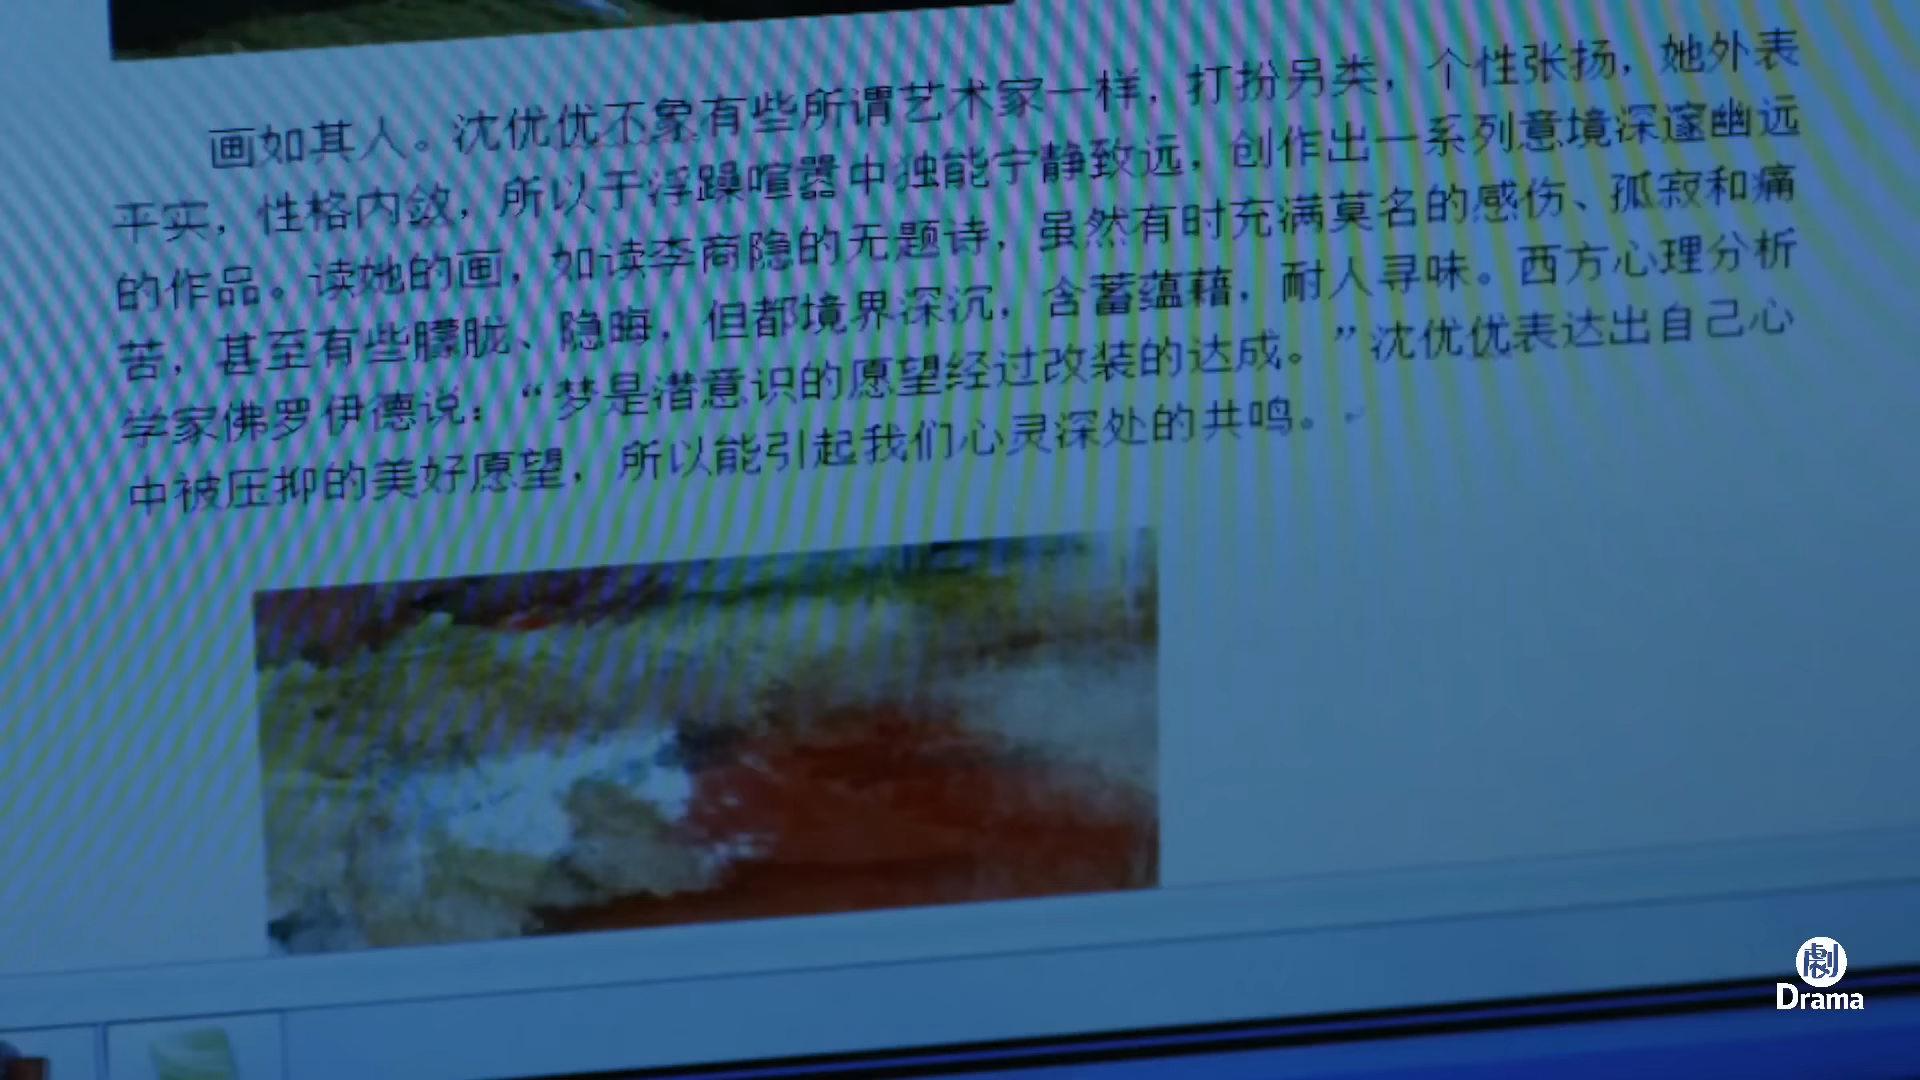 画如其人。沈优优不象有些所谓艺术家一样，打扮另类，个性张扬，她外表
平实，性格内敛，所以于浮躁喧嚣中独能宁静致远，创作出一系列意境深邃幽远
的作品。读她的画，如读李商隐的无题诗，虽然有时充满莫名的感伤、孤寂和痛
苦，甚至有些朦胧、隐晦，但都境界深沉，含蓄蕴藉，耐人寻味。西方心理分析
学家佛罗伊德说：“梦是潜意识的愿望经过改装的达成。”沈优优表达出自己心
中被压抑的美好愿望，所以能引起我们心灵深处的共鸣。
劇
Drama